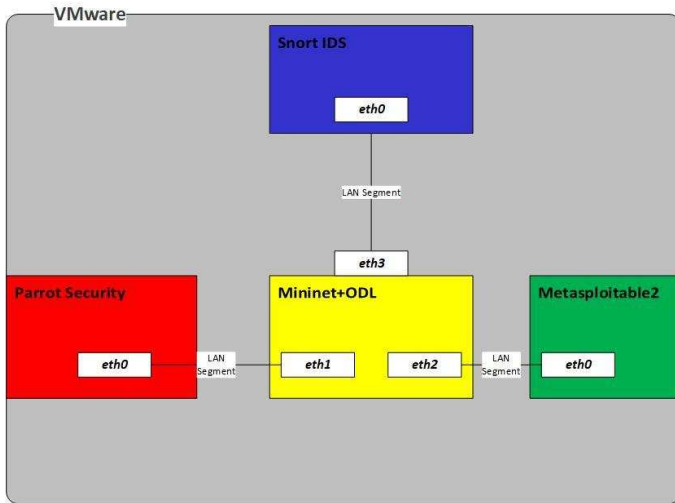 VMware
Snort IDS
eth0
LAN Segment
eth3
Parrot Security
Mininet+ODL
Metasploitable2
eth0
LAN
Segment
eth1
eth2
LAN
Segment
eth0